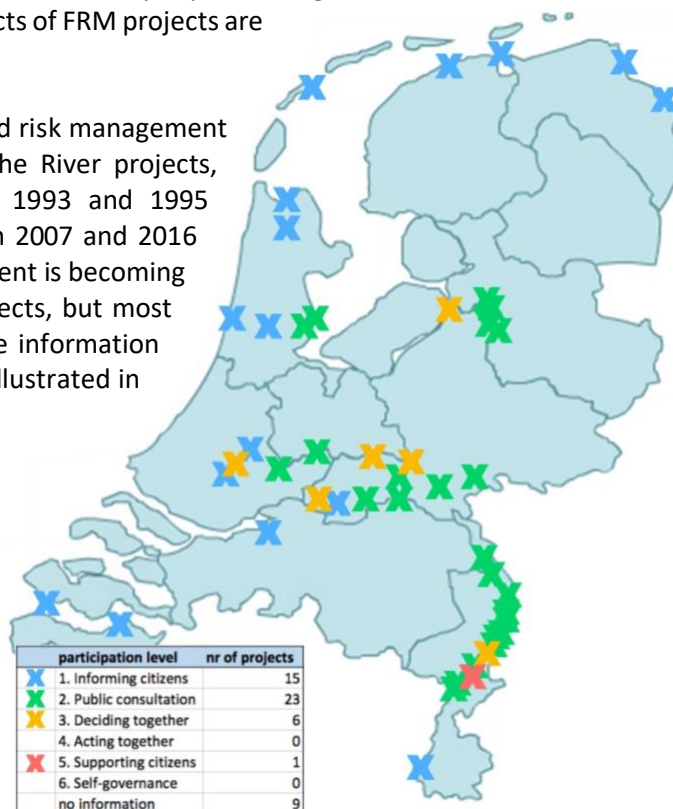 cts of FRM projects are
d risk management
he River projects,
1993 and 1995
n 2007 and 2016
ent is becoming
ects, but most
e information
llustrated in
participation level nr of projects
1. Informing citizens 15
2. Public consultation 23
3. Deciding together 6
4. Acting together 0
5. Supporting citizens 1
6. Self-governance 0
no information 9